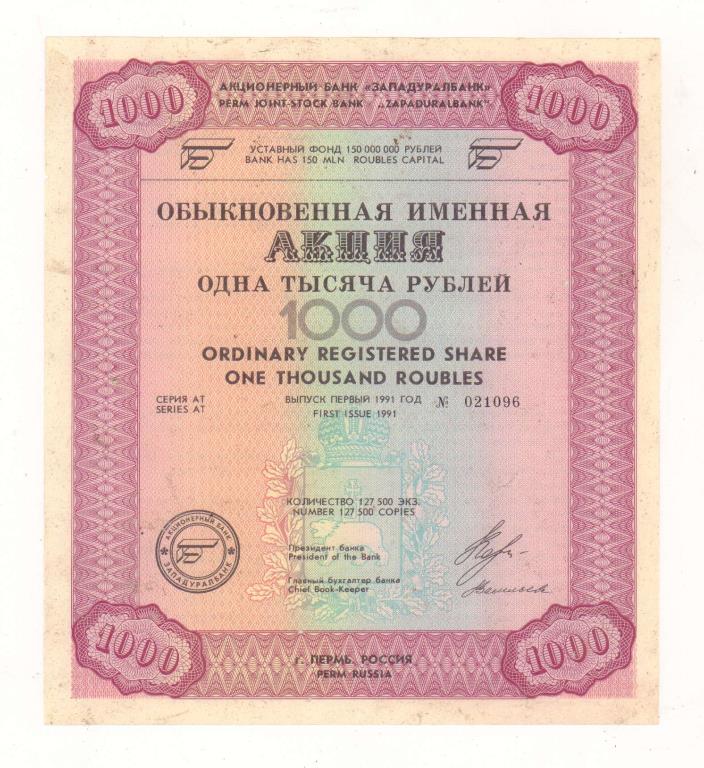 1000
1000
АКЦИОНЕРНЫЙ БАНК «ЗАПАДУРАЛБАНК»
PERM JOINT-STOCK BANK „ZAPADURALBANK“
УСТАВНЫЙ ФОНД 150 000 000 РУБЛЕЙ
BANK HAS 150 MLN ROUBLES CAPITAL
ОБЫКНОВЕННАЯ ИМЕННАЯ
АКЦИЯ
ОДНА ТЫСЯЧА РУБЛЕЙ
1000
ORDINARY REGISTERED SHARE
ONE THOUSAND ROUBLES
СЕРИЯ АТ
SERIES AT
ВЫПУСК ПЕРВЫЙ 1991 ГОД
FIRST ISSUE 1991
№ 021096
КОЛИЧЕСТВО 127 500 ЭКЗ.
NUMBER 127 500 COPIES
АКЦИОНЕРНЫЙ БАНК
ЗАПАДУРАЛБАНК
Президент банка
President of the Bank
Главный бухгалтер банка
Chief Book-Keeper
1000
1000
г. ПЕРМЬ. РОССИЯ
PERM RUSSIA